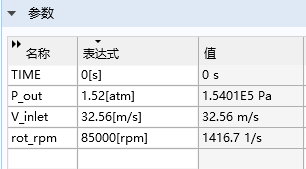 参数
名称 表达式 值
TIME 0[s] 0 s
P_out 1.52[atm] 1.5401E5 Pa
V_inlet 32.56[m/s] 32.56 m/s
rot_rpm 85000[rpm] 1416.7 1/s